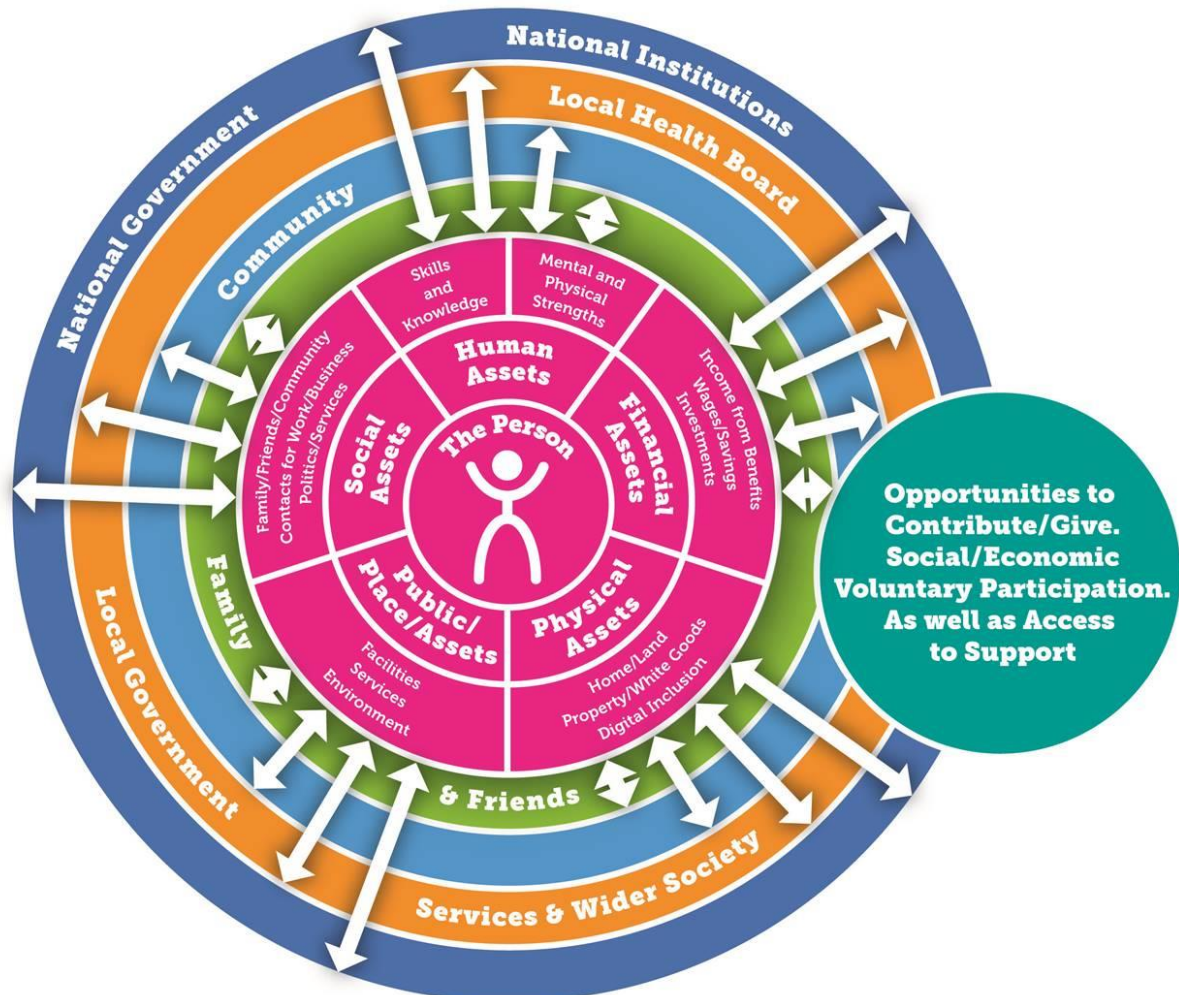 National Institutions
Local Health Board
National Government
Community
Skills
and
Knowledge
Mental and
Physical
Strengths
Human
Assets
Family/Friends/Community
Contacts for Work/Business
Politics/Services
Social
Assets
The Person
Financial
Assets
Income from Benefits
Wages/Savings
Investments
Opportunities to
Contribute/Give.
Social/Economic
Voluntary Participation.
As well as Access
to Support
Public/
Place/Assets
Physical
Assets
Facilities
Services
Environment
Home/Land
Property/White Goods
Digital Inclusion
Family
& Friends
Local Government
Services & Wider Society